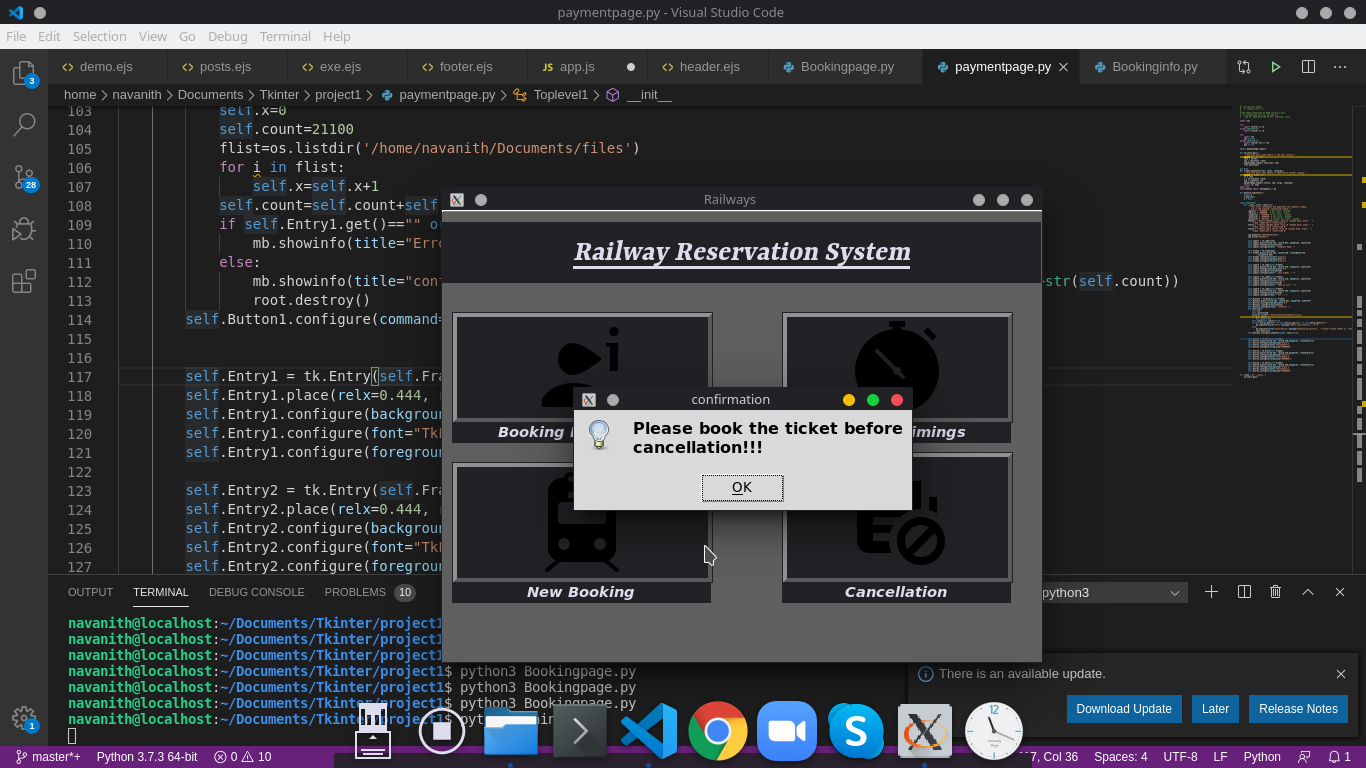 paymentpage.py - Visual Studio Code
File Edit Selection View Go Debug Terminal Help
demo.ejs posts.ejs exe.ejs footer.ejs JS app.js header.ejs Bookingpage.py paymentpage.py Bookinginfo.py
home navanith Documents Tkinter project1 paymentpage.py Toplevel1 __init__
103 self.x=0
104 self.count=21100
105 flist=os.listdir('/home/navanith/Documents/files')
106 for i in flist:
107 self.x=self.x+1
108 self.count=self.count+self
109 if self.Entry1.get()=="" or
110 mb.showinfo(title="Erro
111 else:
112 mb.showinfo(title="con +str(self.count))
113 root.destroy()
114 self.Button1.configure(command=
115
116
117 self.Entry1 = tk.Entry(self.Fra
118 self.Entry1.place(relx=0.444,
119 self.Entry1.configure(backgroun
120 self.Entry1.configure(font="Tk
121 self.Entry1.configure(foregroun
122
123 self.Entry2 = tk.Entry(self.Fra
124 self.Entry2.place(relx=0.444,
125 self.Entry2.configure(backgroun
126 self.Entry2.configure(font="Tk
127 self.Entry2.configure(foregroun
Railways
Railway Reservation System
Booking
imings
confirmation
Please book the ticket before
cancellation!!!
OK
New Booking
Cancellation
3
28
1
OUTPUT TERMINAL DEBUG CONSOLE PROBLEMS 10
python3
navanith@localhost:~/Documents/Tkinter/project1
navanith@localhost:~/Documents/Tkinter/project1
navanith@localhost:~/Documents/Tkinter/project1
navanith@localhost:~/Documents/Tkinter/project1$ python3 Bookingpage.py
navanith@localhost:~/Documents/Tkinter/project1$ python3 Bookingpage.py
navanith@localhost:~/Documents/Tkinter/project1$ python3 Bookingpage.py
navanith@localhost:~/Documents/Tkinter/project1$
There is an available update.
Download Update Later Release Notes
12
master*+ Python 3.7.3 64-bit 0 10
Col 36 Spaces: 4 UTF-8 LF Python 1